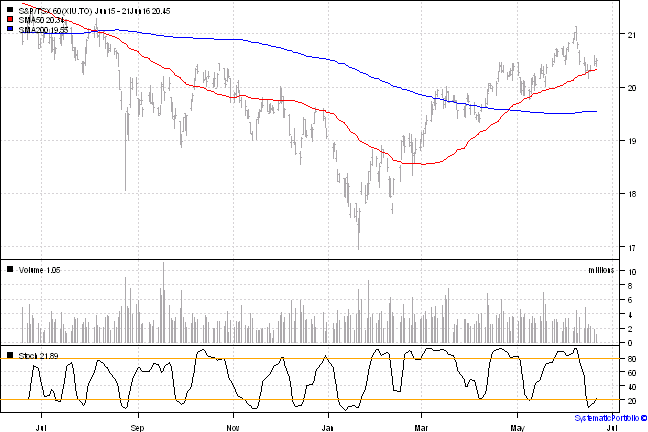 S&P/TSX 60(XIU.TO) Jun 15 - 21Jun16 20.45
SMA50 20.34
SMA200 19.55
21
20
19
18
17
Volume 1.05
millions
10
8
6
4
2
0
Stoch 21.89
80
60
40
20
Jul
Sep
Nov
Jan
Mar
May
Jul
SystematicPortfolio ©